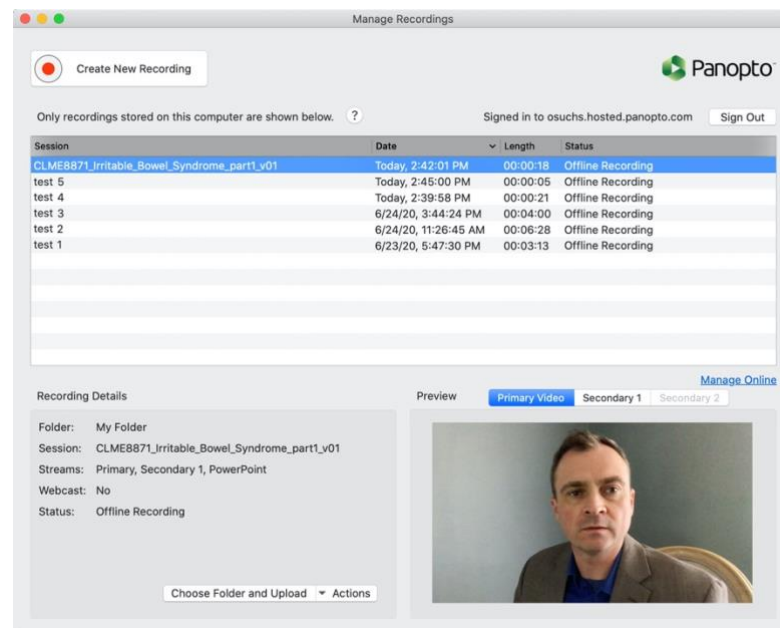 Manage Recordings
Create New Recording
Panopto
Only recordings stored on this computer are shown below. ?
Signed in to osuchs.hosted.panopto.com Sign Out
Session Date Length Status
CLME8871_Irritable_Bowel_Syndrome_part1_v01 Today, 2:42:01 PM 00:00:18 Offline Recording
test 5 Today, 2:45:00 PM 00:00:05 Offline Recording
test 4 Today, 2:39:58 PM 00:00:21 Offline Recording
test 3 6/24/20, 3:44:24 PM 00:04:00 Offline Recording
test 2 6/24/20, 11:26:45 AM 00:06:28 Offline Recording
test 1 6/23/20, 5:47:30 PM 00:03:13 Offline Recording
Manage Online
Recording Details
Folder: My Folder
Session: CLME8871_Irritable_Bowel_Syndrome_part1_v01
Streams: Primary, Secondary 1, PowerPoint
Webcast: No
Status: Offline Recording
Choose Folder and Upload Actions
Preview Primary Video Secondary 1 Secondary 2